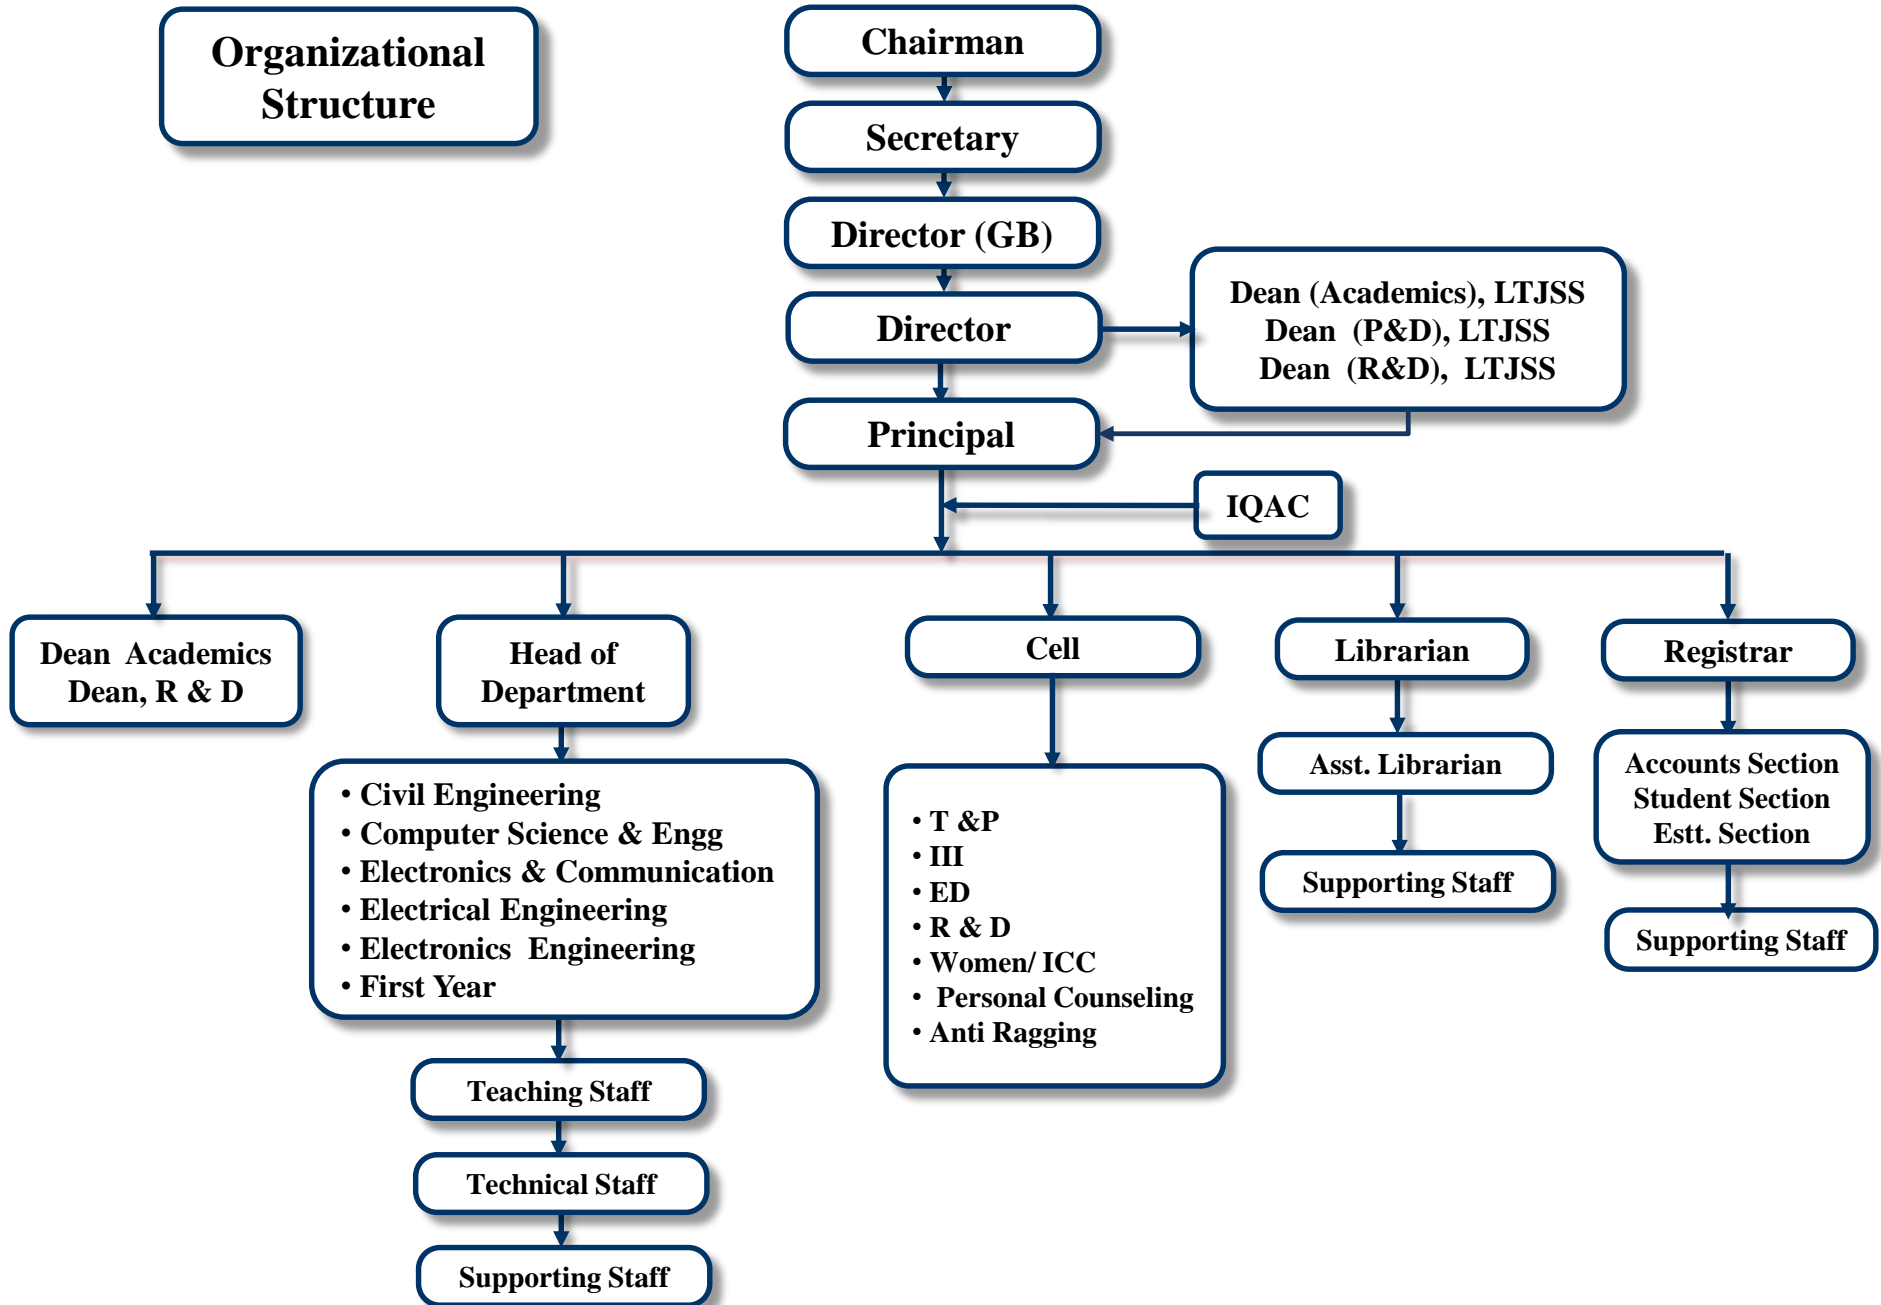 Organizational
Structure
Chairman
Secretary
Director (GB)
Director
Dean (Academics), LTJSS
Dean (P&D), LTJSS
Dean (R&D), LTJSS
Principal
IQAC
Dean Academics
Dean, R & D
Head of
Department
• Civil Engineering
• Computer Science & Engg
• Electronics & Communication
• Electrical Engineering
• Electronics Engineering
• First Year
Teaching Staff
Technical Staff
Supporting Staff
Cell
• T &P
• III
• ED
• R & D
• Women/ ICC
• Personal Counseling
• Anti Ragging
Librarian
Asst. Librarian
Supporting Staff
Registrar
Accounts Section
Student Section
Estt. Section
Supporting Staff